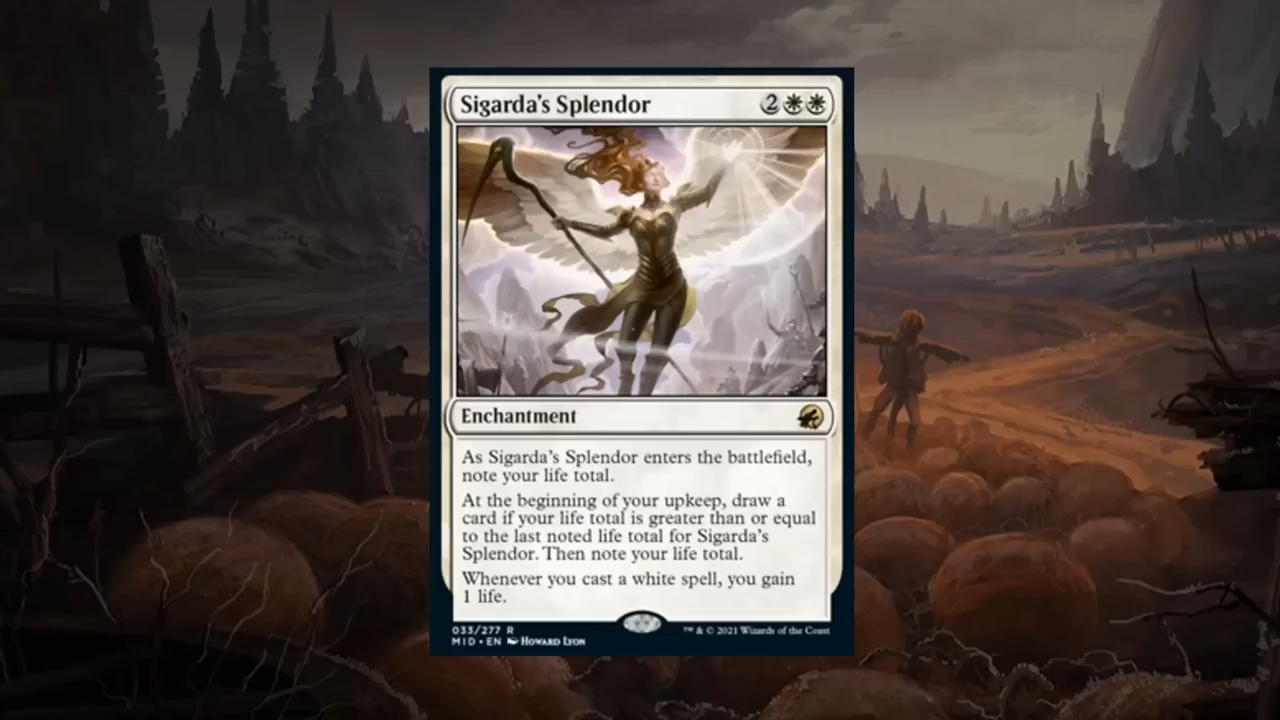 Sigarda's Splendor 2
Enchantment
As Sigarda's Splendor enters the battlefield,
note your life total.
At the beginning of your upkeep, draw a
card if your life total is greater than or equal
to the last noted life total for Sigarda's
Splendor. Then note your life total.
Whenever you cast a white spell, you gain
1 life.
033/277 R
MID • EN Howard Lyon
™ & © 2021 Wizards of the Coast